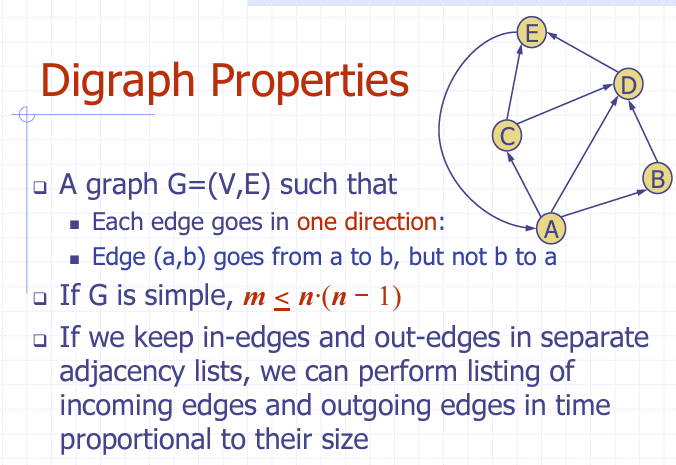 Digraph Properties
A graph G=(V,E) such that
Each edge goes in one direction:
Edge (a,b) goes from a to b, but not b to a
If G is simple, m < n·(n − 1)
If we keep in-edges and out-edges in separate
adjacency lists, we can perform listing of
incoming edges and outgoing edges in time
proportional to their size
E
D
C
B
A